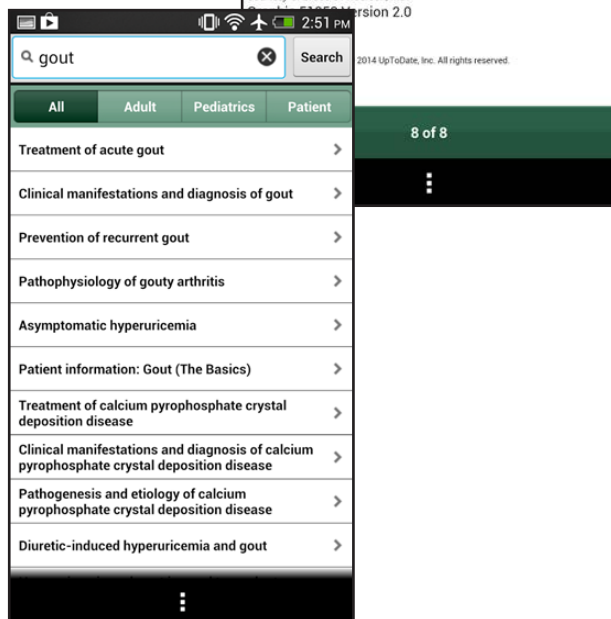 2:51 PM
Version 2.0
gout
Search
2014 UpToDate, Inc. All rights reserved.
All
Adult
Pediatrics
Patient
8 of 8
Treatment of acute gout
Clinical manifestations and diagnosis of gout
Prevention of recurrent gout
Pathophysiology of gouty arthritis
Asymptomatic hyperuricemia
Patient information: Gout (The Basics)
Treatment of calcium pyrophosphate crystal
deposition disease
Clinical manifestations and diagnosis of calcium
pyrophosphate crystal deposition disease
Pathogenesis and etiology of calcium
pyrophosphate crystal deposition disease
Diuretic-induced hyperuricemia and gout